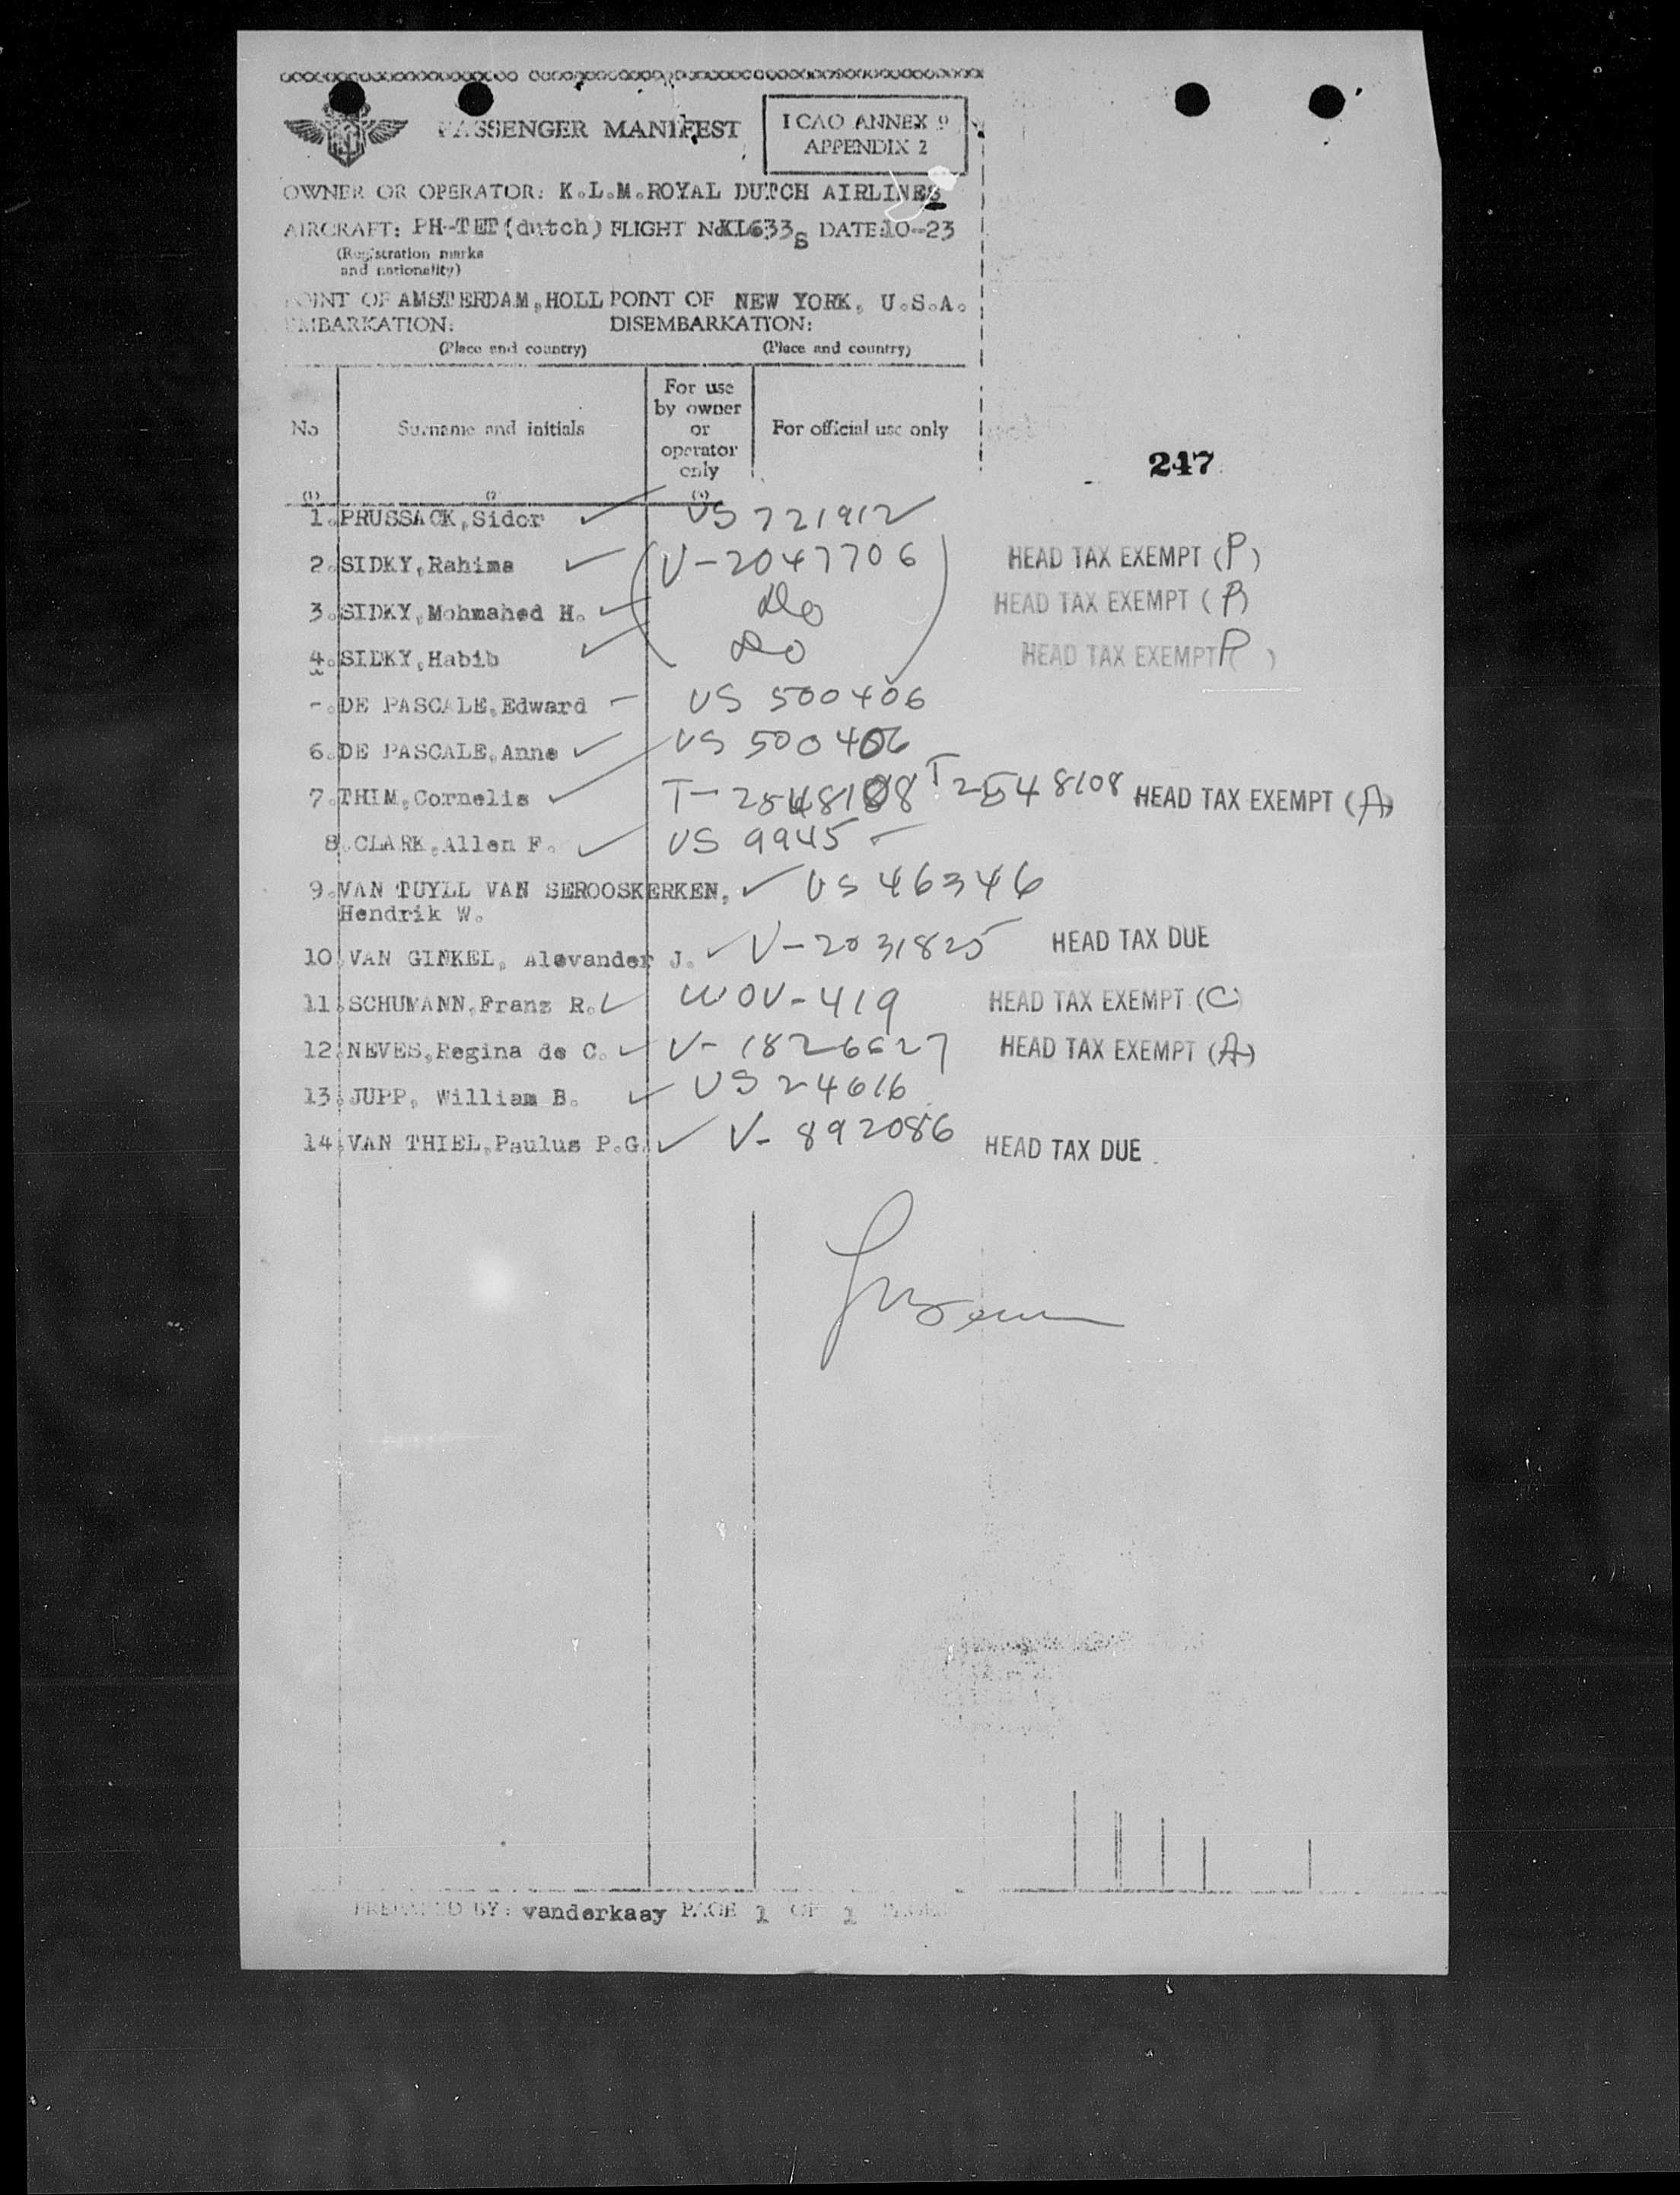 PASSENGER MANIFEST
ICAO ANNEX 9
APPENDIX 2
OWNER OR OPERATOR: K.L.M.ROYAL DUTCH AIRLINES
AIRCRAFT: PH-TET(dutch) FLIGHT No KL633s DATE:10-23
(Registration marks
and nationality)
POINT OF AMSTERDAM,HOLL POINT OF NEW YORK, U.S.A.
EMBARKATION: DISEMBARKATION:
(Place and country) (Place and country)
No Surname and initials For use by owner or operator only For official use only
247
(1)
1.PRUSSACK,Sidor US 721912
2.SIDKY,Rahima V-2047706 HEAD TAX EXEMPT (P)
3.SIDKY,Mohmahed H. Do HEAD TAX EXEMPT (P)
4.SIDKY,Habib Do HEAD TAX EXEMPT (P)
-.DE PASCALE,Edward US 500406
6.DE PASCALE,Anne US 500406
7.THIM,Cornelis T-2548108 T2548108 HEAD TAX EXEMPT (A)
8.CLARK,Allen F. US 9945
9.VAN TUYLL VAN SEROOSKERKEN, US 46346
Hendrik W.
10.VAN GINKEL, Alevander J. V-2031825 HEAD TAX DUE
11.SCHUMANN,Franz R. WOV-419 HEAD TAX EXEMPT (C)
12.NEVES,Regina de C. V-1826627 HEAD TAX EXEMPT (A)
13.JUPP, William B. US 24616
14.VAN THIEL,Paulus P.G. V-892086 HEAD TAX DUE
PREPARED BY: vanderkaay PAGE 1 OF 1 PAGES